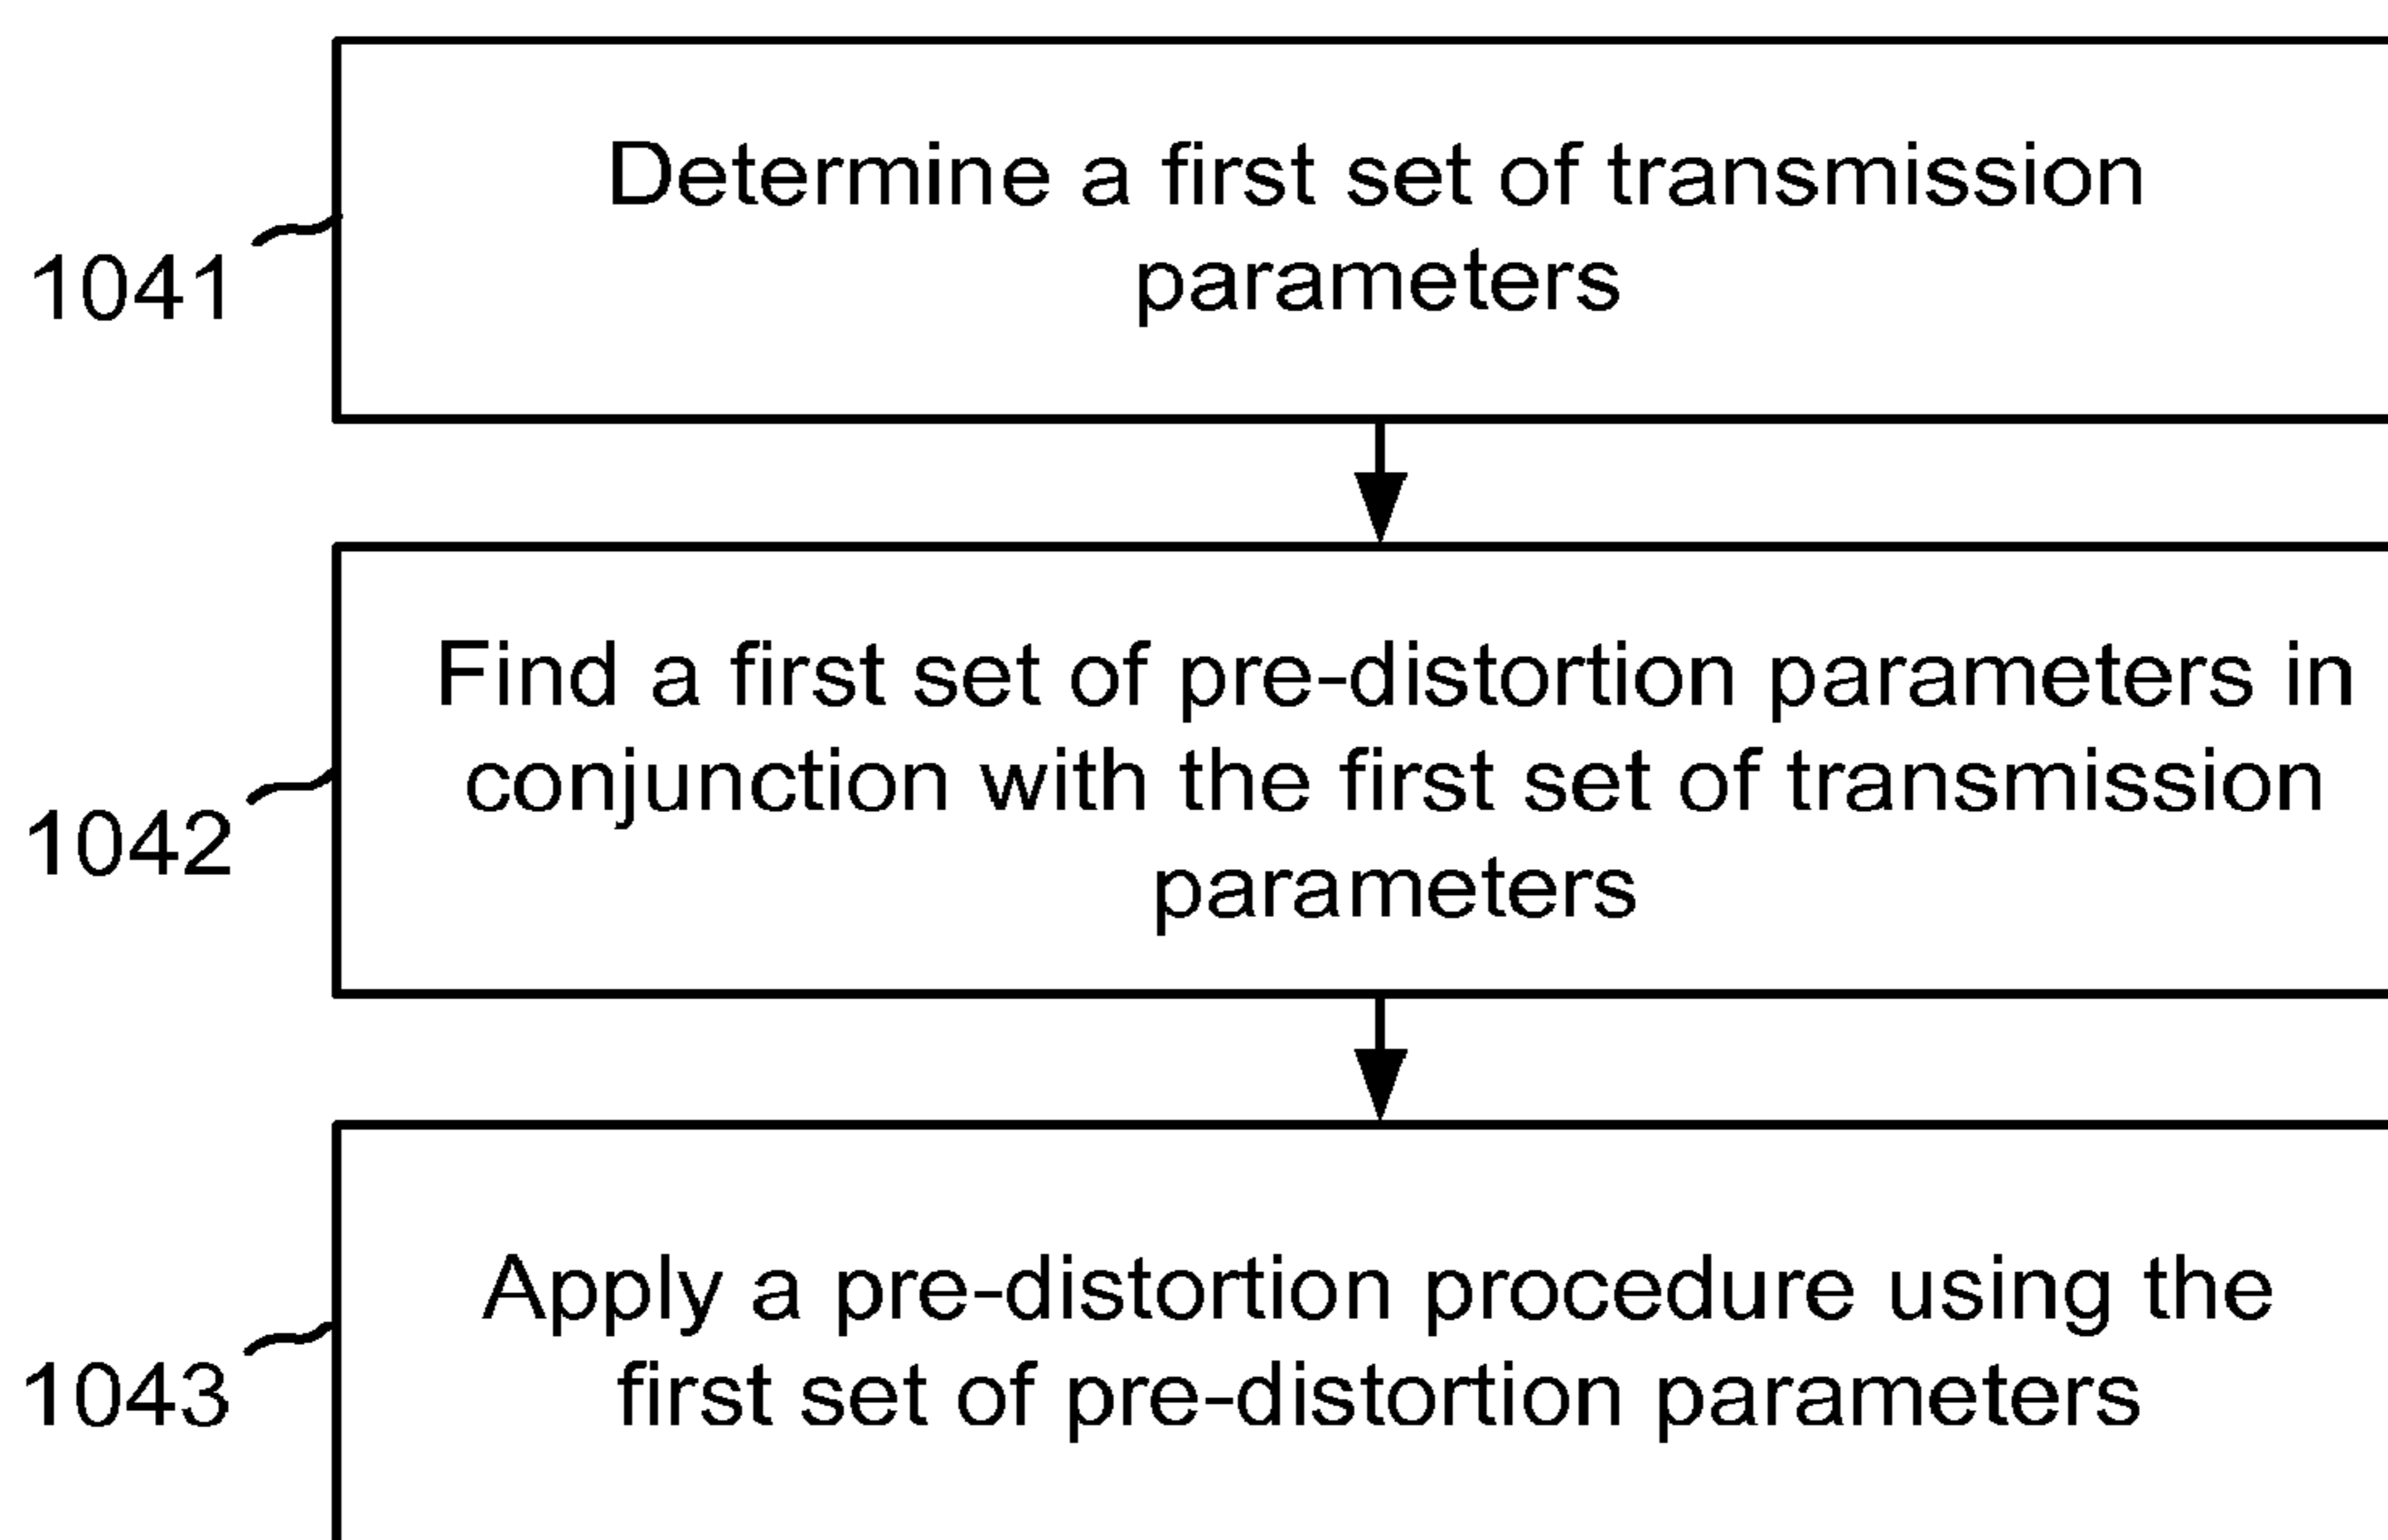 Determine a first set of transmission
parameters
1041
Find a first set of pre-distortion parameters in
conjunction with the first set of transmission
parameters
1042
Apply a pre-distortion procedure using the
first set of pre-distortion parameters
1043